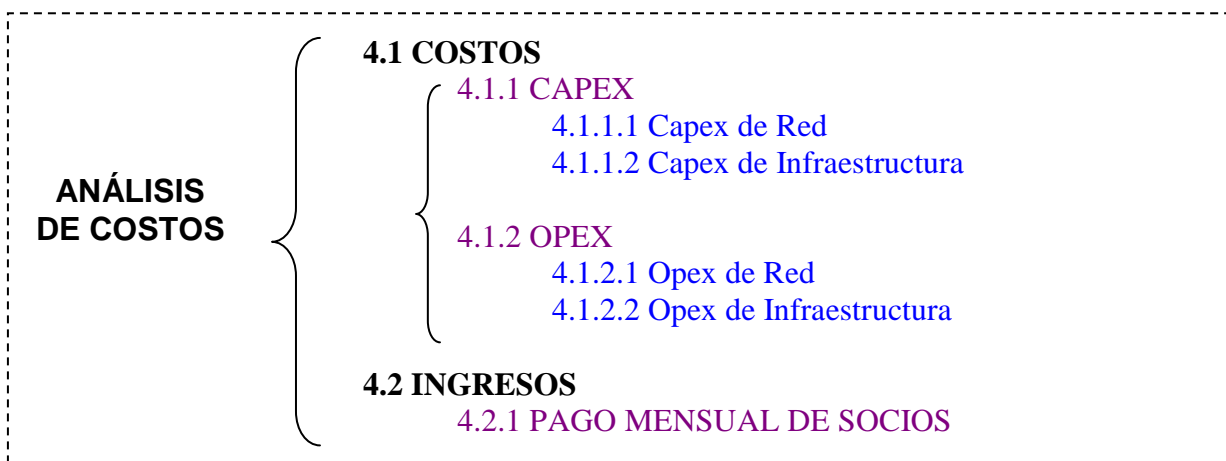 ANÁLISIS
DE COSTOS
4.1 COSTOS
4.1.1 CAPEX
4.1.1.1 Capex de Red
4.1.1.2 Capex de Infraestructura
4.1.2 OPEX
4.1.2.1 Opex de Red
4.1.2.2 Opex de Infraestructura
4.2 INGRESOS
4.2.1 PAGO MENSUAL DE SOCIOS